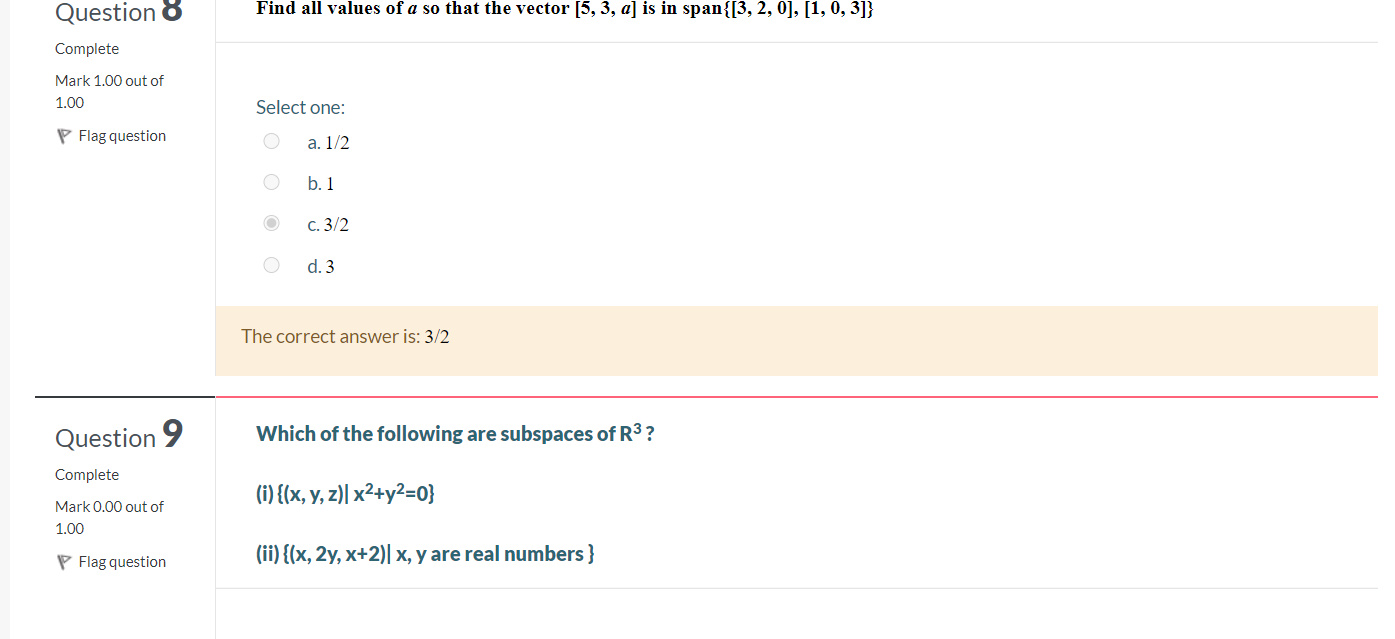 Question 8
Complete
Mark 1.00 out of
1.00
Flag question
Find all values of a so that the vector [5, 3, a] is in span{[3, 2, 0], [1, 0, 3]}
Select one:
a. 1/2
b. 1
c. 3/2
d. 3
The correct answer is: 3/2
Question 9
Complete
Mark 0.00 out of
1.00
Flag question
Which of the following are subspaces of R³ ?
(i) {(x, y, z)| x²+y²=0}
(ii) {(x, 2y, x+2)| x, y are real numbers }